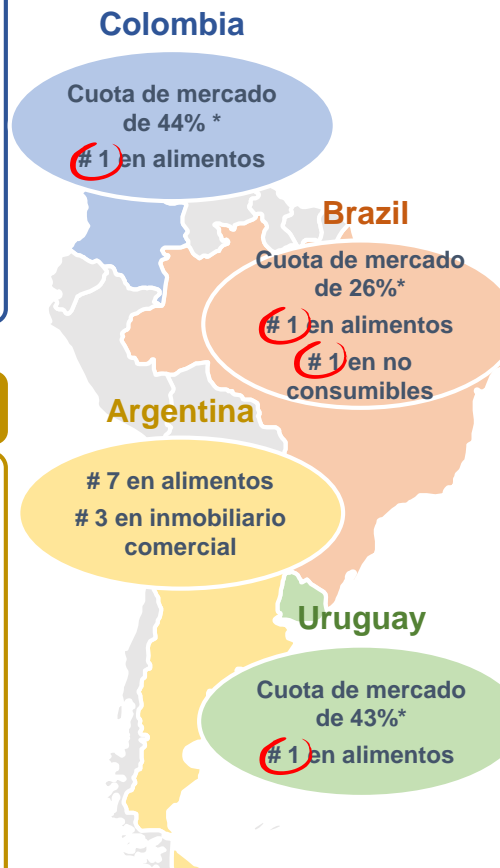 Colombia
Cuota de mercado
de 44% *
# 1 en alimentos
Brazil
Cuota de mercado
de 26%*
# 1 en alimentos
# 1 en no
consumibles
Argentina
# 7 en alimentos
# 3 en inmobiliario
comercial
Uruguay
Cuota de mercado
de 43%*
# 1 en alimentos